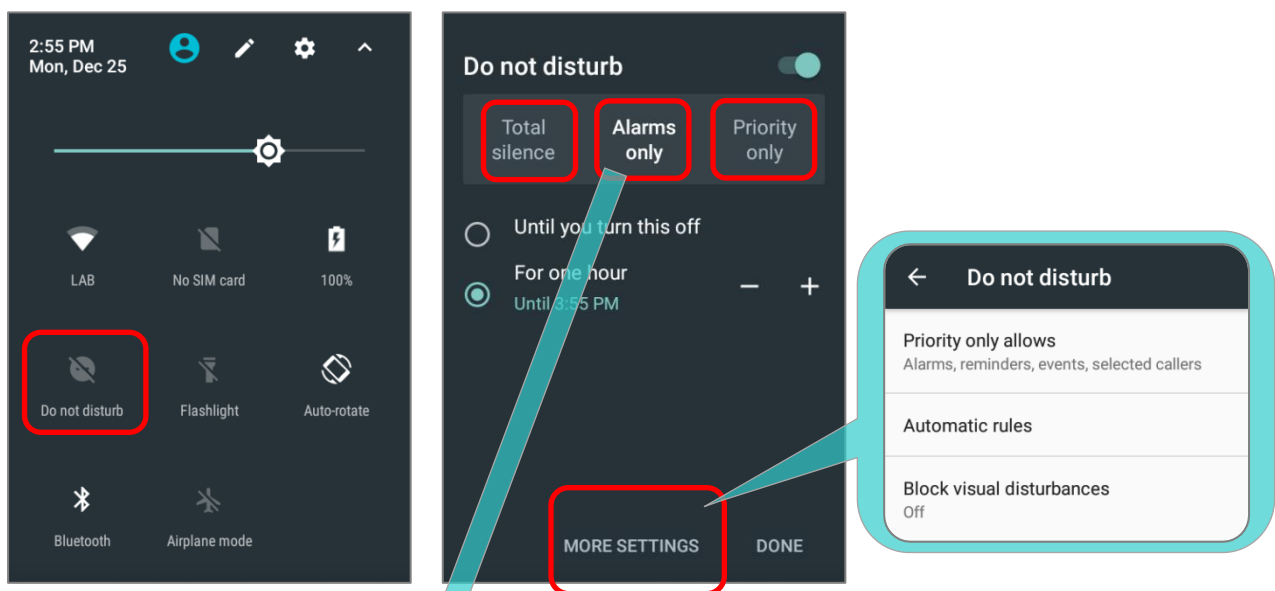 2:55 PM
Mon, Dec 25
LAB
No SIM card
100%
Do not disturb
Flashlight
Auto-rotate
Bluetooth
Airplane mode
Do not disturb
Total
silence
Alarms
only
Priority
only
Until you turn this off
For one hour
Until 3:55 PM
MORE SETTINGS
DONE
Do not disturb
Priority only allows
Alarms, reminders, events, selected callers
Automatic rules
Block visual disturbances
Off